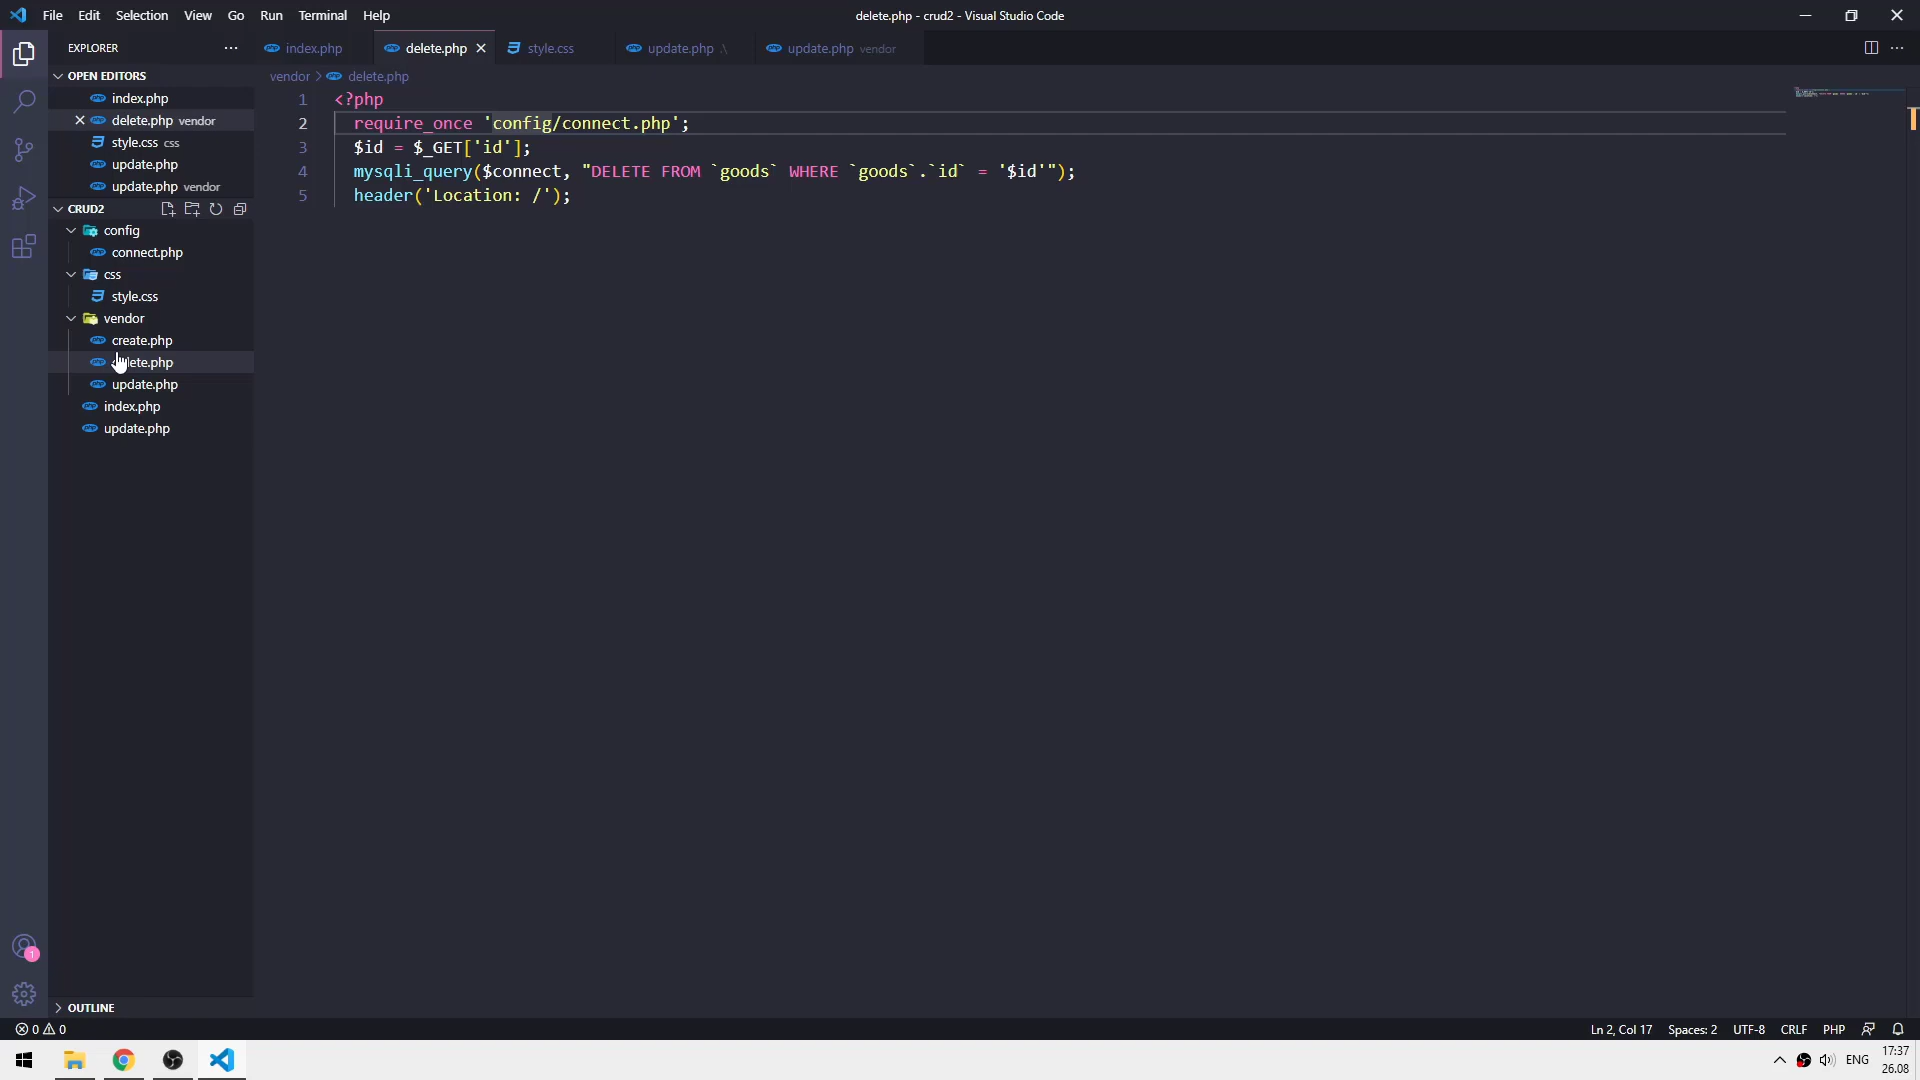 File Edit Selection View Go Run Terminal Help
delete.php - crud2 - Visual Studio Code
EXPLORER
index.php
delete.php
style.css
update.php .\
update.php vendor
OPEN EDITORS
index.php
delete.php vendor
style.css css
update.php
update.php vendor
CRUD2
config
connect.php
css
style.css
vendor
create.php
lete.php
update.php
index.php
update.php
OUTLINE
vendor > delete.php
1 <?php
2 require_once 'config/connect.php';
3 $id = $_GET['id'];
4 mysqli_query($connect, "DELETE FROM `goods` WHERE `goods`.`id` = '$id'");
5 header('Location: /');
1
0 0
Ln 2, Col 17 Spaces: 2 UTF-8 CRLF PHP
ENG
17:37
26.08